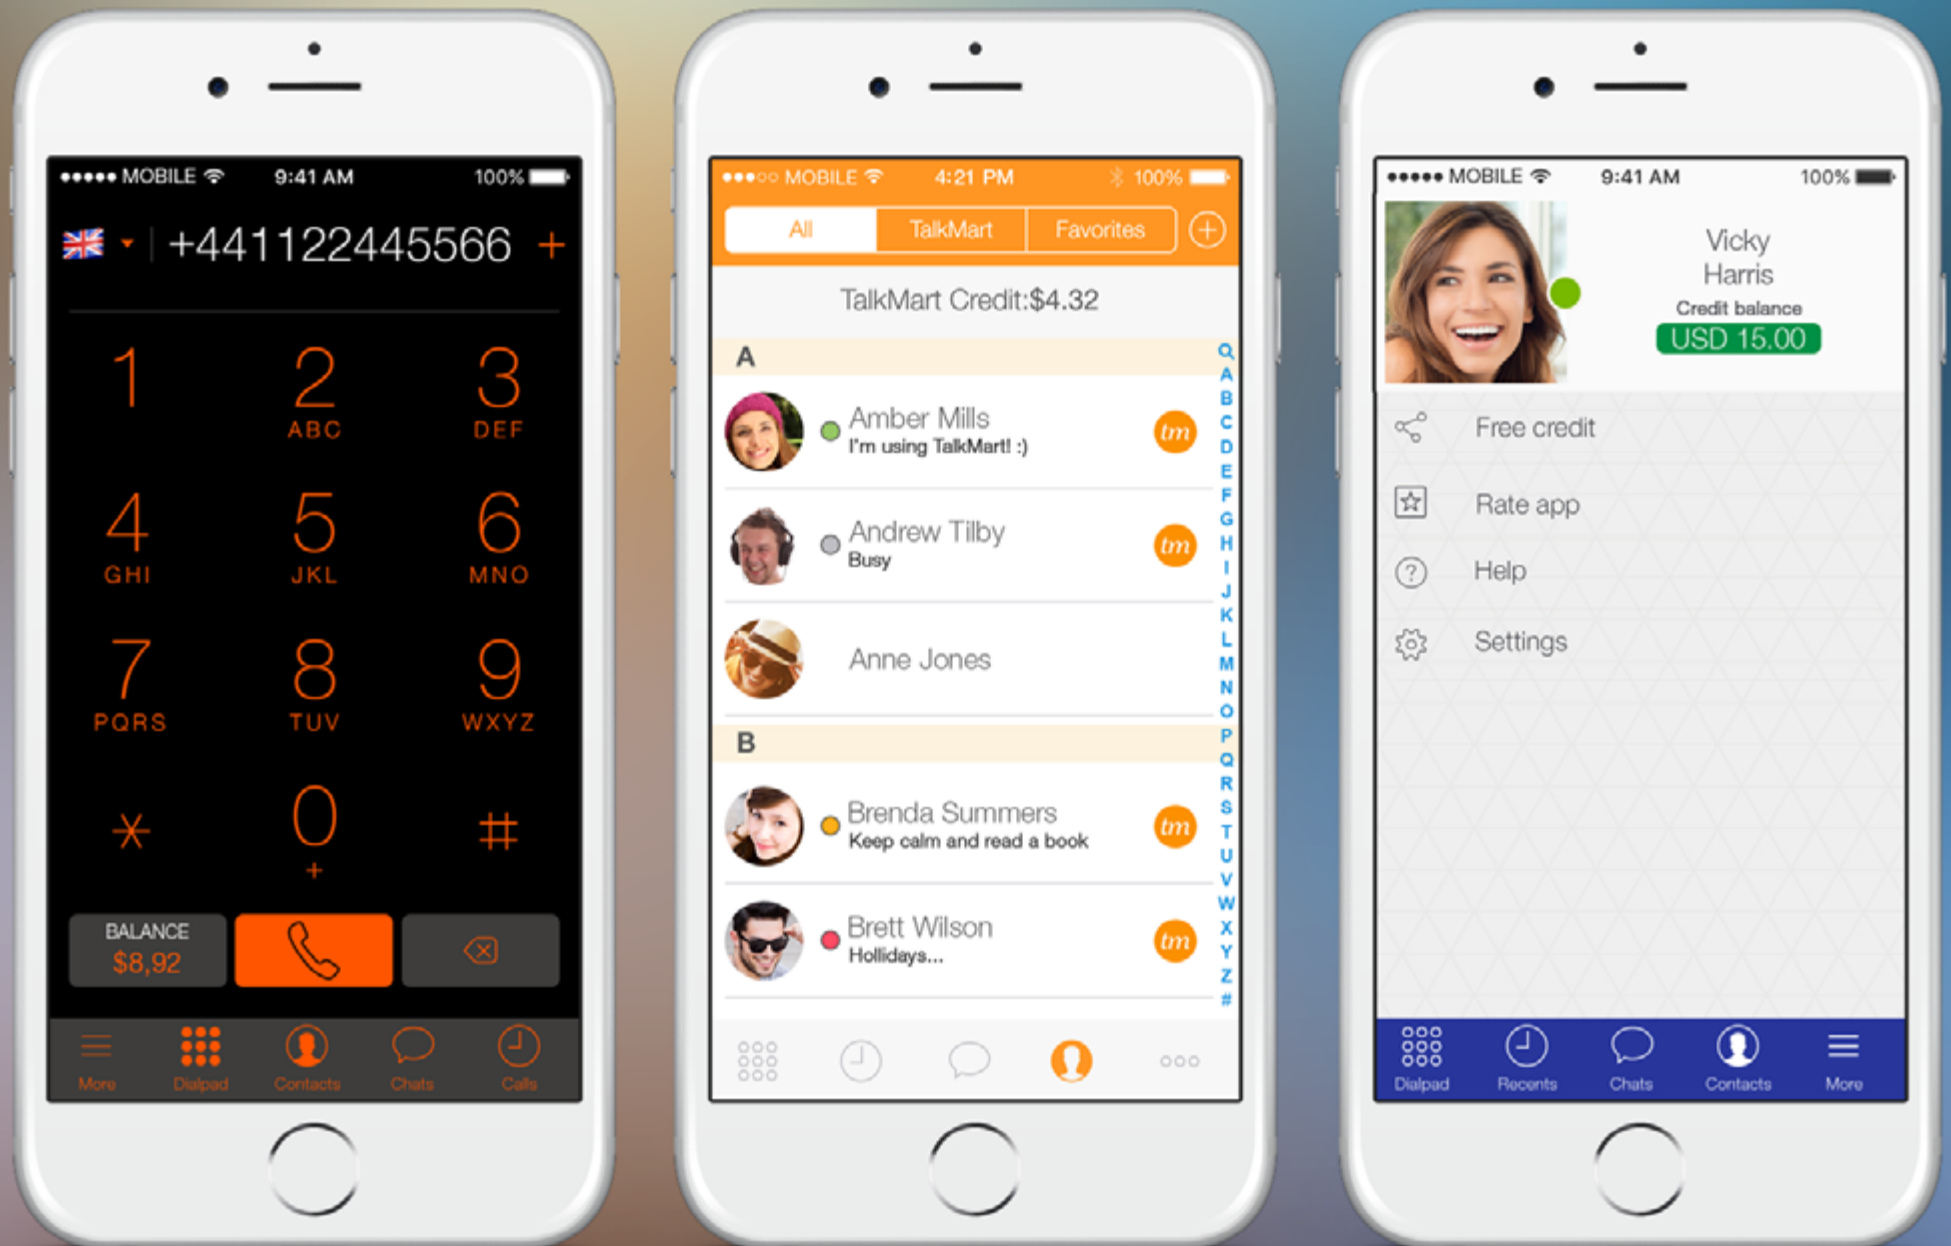 MOBILE 9:41 AM 100%
+441122445566 +
1 2 3
ABC DEF
4 5 6
GHI JKL MNO
7 8 9
PQRS TUV WXYZ
* 0 #
+
BALANCE
$8,92
More Dialpad Contacts Chats Calls
MOBILE 4:21 PM 100%
All TalkMart Favorites
TalkMart Credit:$4.32
A
Amber Mills
I'm using TalkMart! :)
tm
Andrew Tilby
Busy
tm
Anne Jones
B
Brenda Summers
Keep calm and read a book
tm
Brett Wilson
Hollidays...
tm
A
B
C
D
E
F
G
H
I
J
K
L
M
N
O
P
Q
R
S
T
U
V
W
X
Y
Z
#
MOBILE 9:41 AM 100%
Vicky
Harris
Credit balance
USD 15.00
Free credit
Rate app
Help
Settings
Dialpad Recents Chats Contacts More